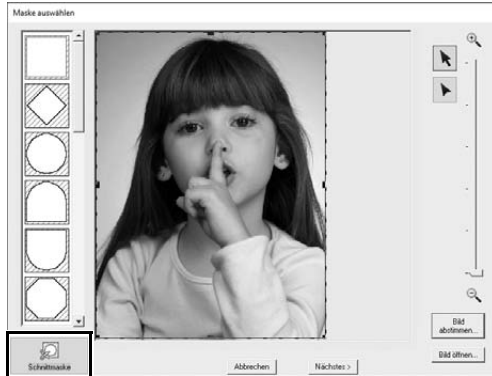 Maske auswählen
Bild
abstimmen...
Schnittmaske
Abbrechen
Nächstes >
Bild öffnen...